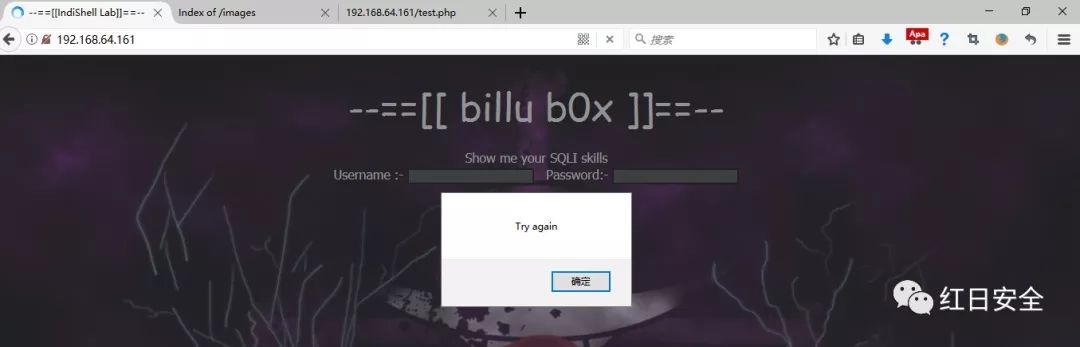 --==[[IndiShell Lab]]==--
Index of /images
192.168.64.161/test.php
192.168.64.161
搜索
Apa
--==[[ billu b0x ]]==--
Show me your SQLI skills
Username :- Password:-
Try again
确定
红日安全